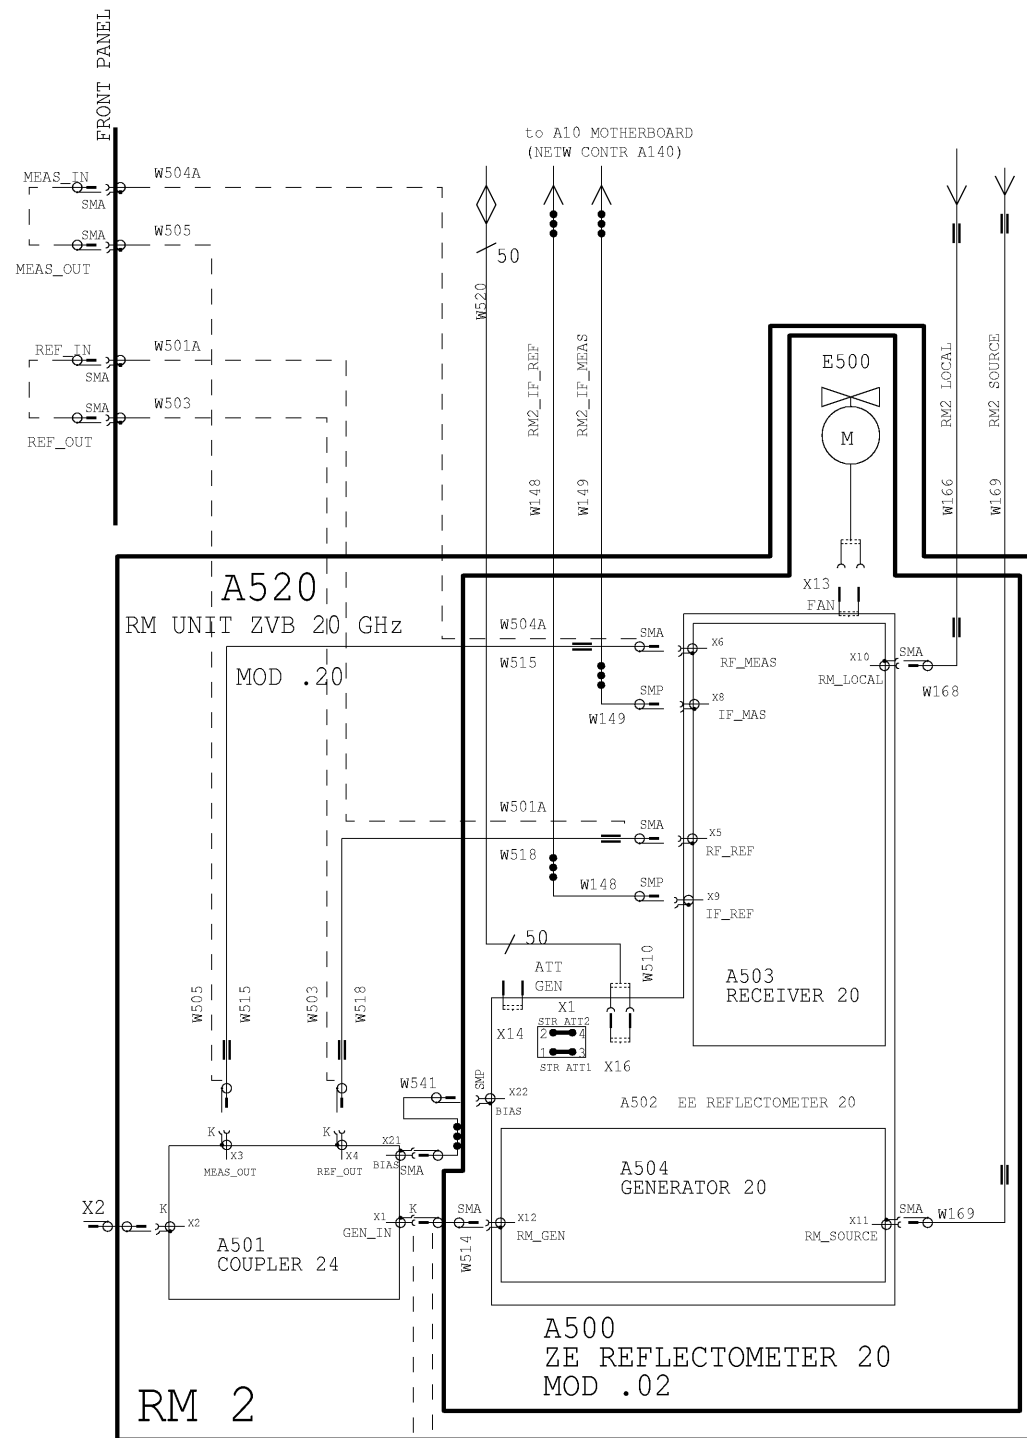 FRONT PANEL
to A10 MOTHERBOARD
(NETW CONTR A140)
MEAS_IN
W504A
SMA
SMA
W505
MEAS_OUT
50
W520
REF_IN
W501A
SMA
SMA
W503
REF_OUT
RM2_IF_REF
RM2_IF_MEAS
E500
M
RM2 LOCAL
RM2 SOURCE
W148
W149
W166
W169
A520
RM UNIT ZVB 20 GHz
MOD .20
X13
FAN
W504A
SMA
X6
RF_MEAS
W515
X10
SMA
RM_LOCAL
W168
SMP
X8
W149
IF_MAS
W501A
SMA
X5
RF_REF
W518
W148
SMP
X9
IF_REF
50
ATT
GEN
W510
A503
RECEIVER 20
W505
W515
W503
W518
X1
STR ATT2
X14
2
4
1
3
STR ATT1
X16
W541
SMP
X22
BIAS
A502 EE REFLECTOMETER 20
K
X3
MEAS_OUT
K
X4
REF_OUT
X21
BIAS
SMA
A504
GENERATOR 20
X2
K
X2
X1
K
GEN_IN
SMA
X12
RM_GEN
W514
X11
SMA
RM_SOURCE
W169
A501
COUPLER 24
A500
ZE REFLECTOMETER 20
MOD .02
RM 2